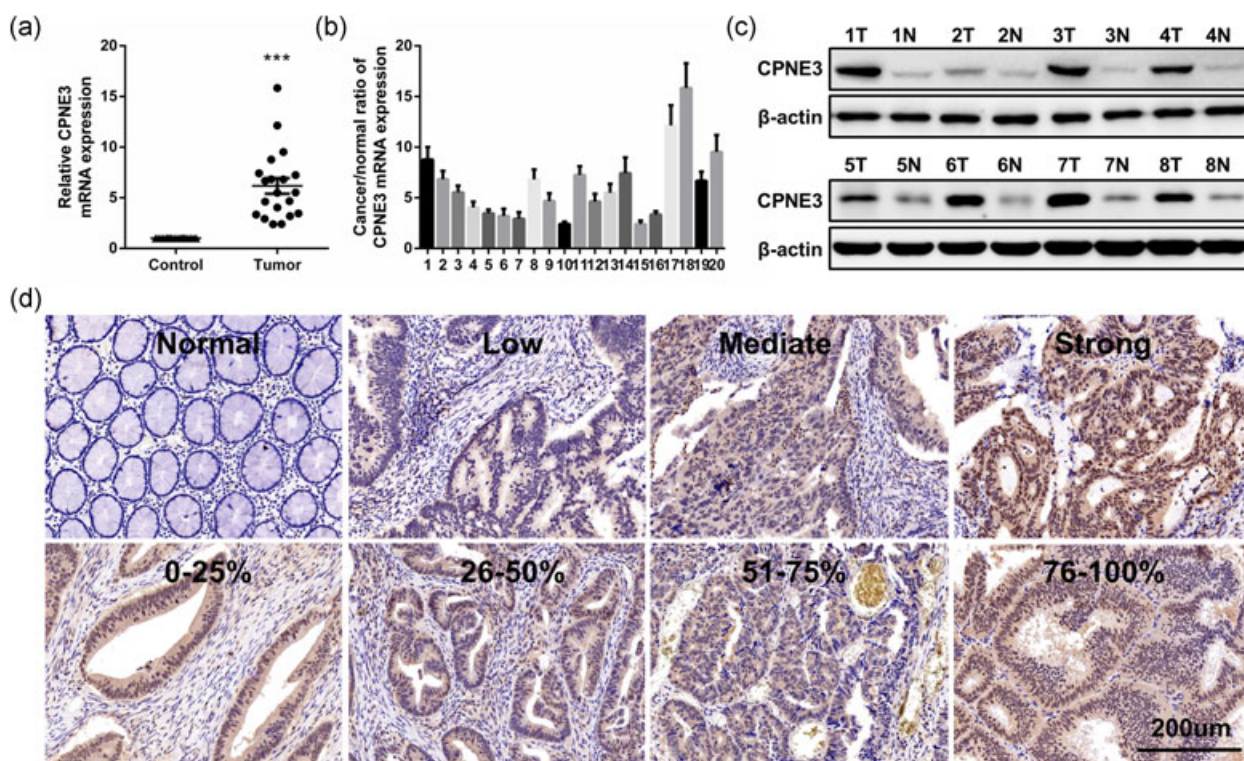 (a)
Relative CPNE3
mRNA expression
20
15
10
5
0
***
Control
Tumor
(b)
Cancer/normal ratio of
CPNE3 mRNA expression
20
15
10
5
0
1 2 3 4 5 6 7 8 9 10 11 12 13 14 15 16 17 18 19 20
(c)
1T 1N 2T 2N 3T 3N 4T 4N
CPNE3
β-actin
5T 5N 6T 6N 7T 7N 8T 8N
CPNE3
β-actin
(d)
Normal
Low
Mediate
Strong
0-25%
26-50%
51-75%
76-100%
200um